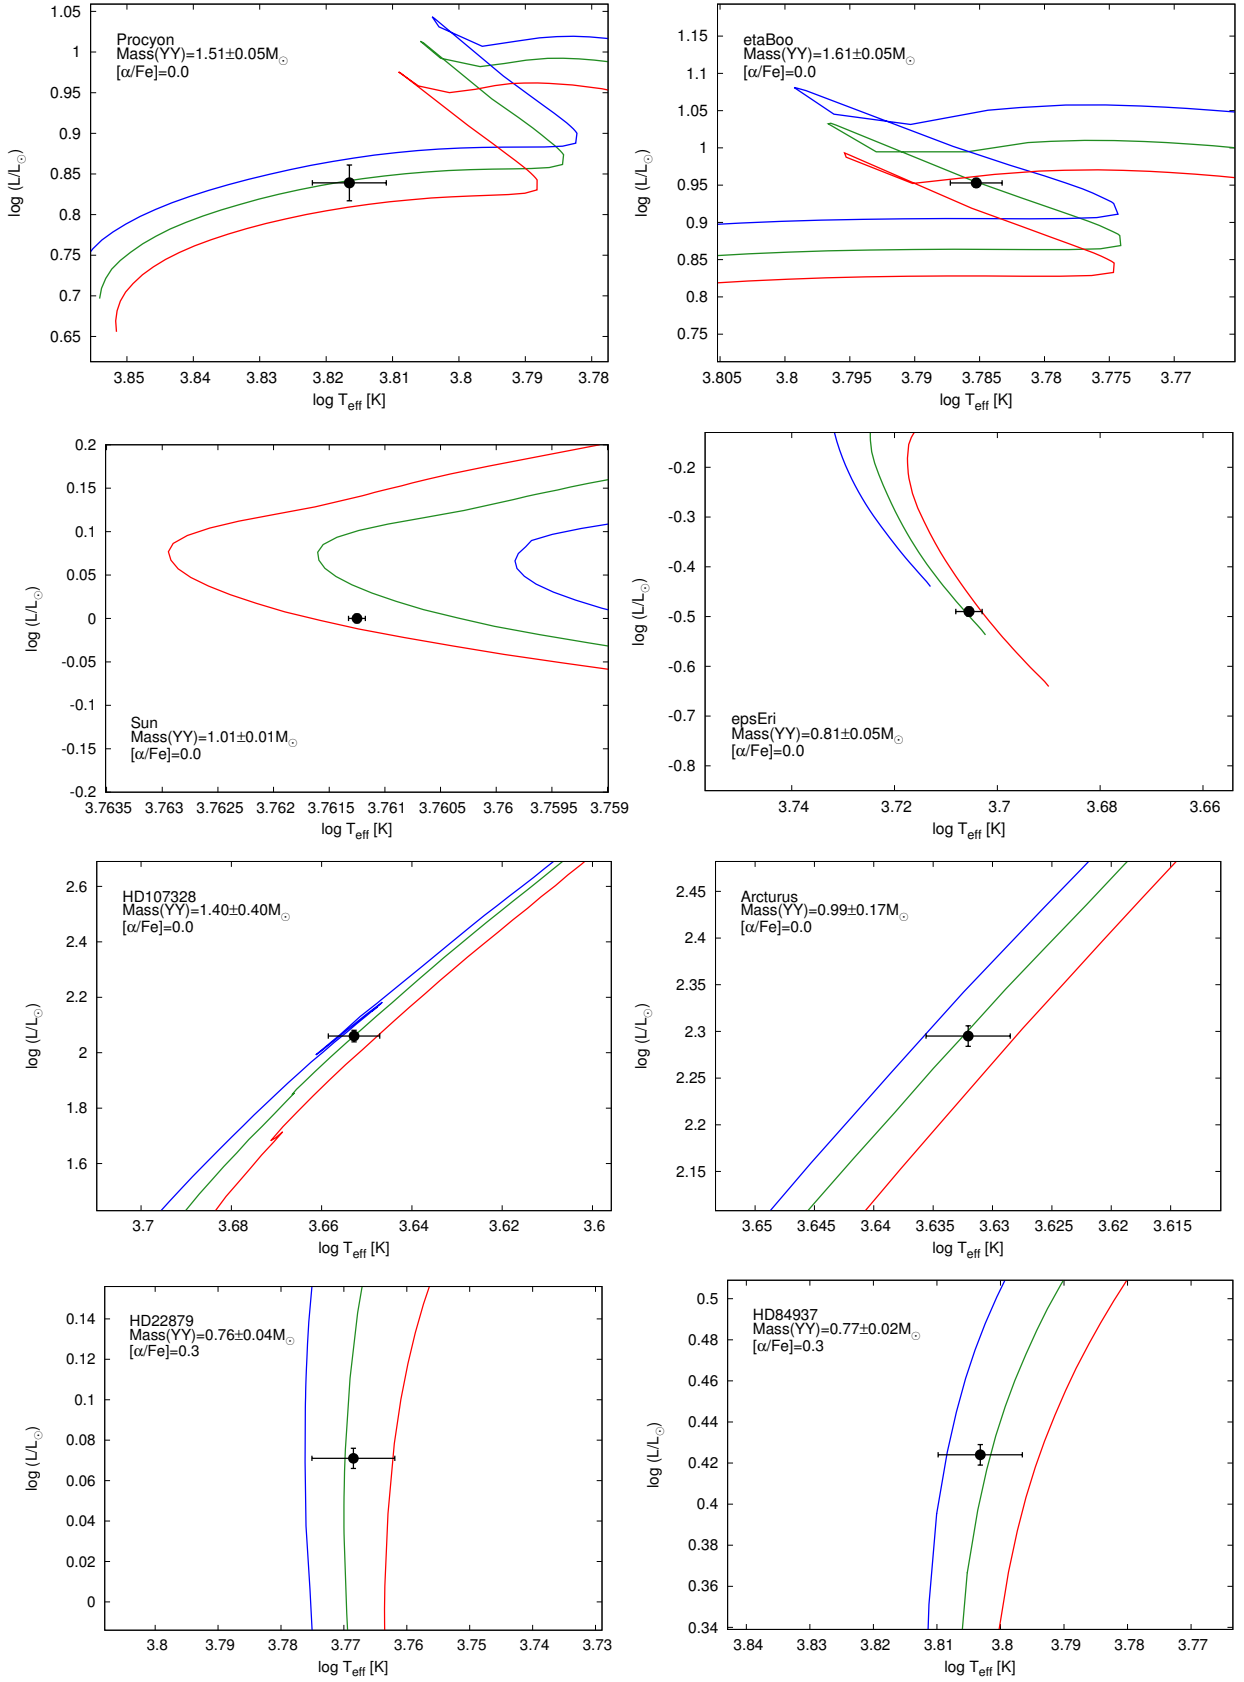 1.05
1
0.95
0.9
0.85
0.8
0.75
0.7
0.65
log (L/L☉)
Procyon
Mass(YY)=1.51±0.05M☉
[α/Fe]=0.0
3.85 3.84 3.83 3.82 3.81 3.8 3.79 3.78
log Teff [K]
1.15
1.1
1.05
1
0.95
0.9
0.85
0.8
0.75
log (L/L☉)
etaBoo
Mass(YY)=1.61±0.05M☉
[α/Fe]=0.0
3.805 3.8 3.795 3.79 3.785 3.78 3.775 3.77
log Teff [K]
0.2
0.15
0.1
0.05
0
-0.05
-0.1
-0.15
-0.2
log (L/L☉)
Sun
Mass(YY)=1.01±0.01M☉
[α/Fe]=0.0
3.7635 3.763 3.7625 3.762 3.7615 3.761 3.7605 3.76 3.7595 3.759
log Teff [K]
-0.2
-0.3
-0.4
-0.5
-0.6
-0.7
-0.8
log (L/L☉)
epsEri
Mass(YY)=0.81±0.05M☉
[α/Fe]=0.0
3.74 3.72 3.7 3.68 3.66
log Teff [K]
2.6
2.4
2.2
2
1.8
1.6
log (L/L☉)
HD107328
Mass(YY)=1.40±0.40M☉
[α/Fe]=0.0
3.7 3.68 3.66 3.64 3.62 3.6
log Teff [K]
2.45
2.4
2.35
2.3
2.25
2.2
2.15
log (L/L☉)
Arcturus
Mass(YY)=0.99±0.17M☉
[α/Fe]=0.0
3.65 3.645 3.64 3.635 3.63 3.625 3.62 3.615
log Teff [K]
0.14
0.12
0.1
0.08
0.06
0.04
0.02
0
log (L/L☉)
HD22879
Mass(YY)=0.76±0.04M☉
[α/Fe]=0.3
3.8 3.79 3.78 3.77 3.76 3.75 3.74 3.73
log Teff [K]
0.5
0.48
0.46
0.44
0.42
0.4
0.38
0.36
0.34
log (L/L☉)
HD84937
Mass(YY)=0.77±0.02M☉
[α/Fe]=0.3
3.84 3.83 3.82 3.81 3.8 3.79 3.78 3.77
log Teff [K]